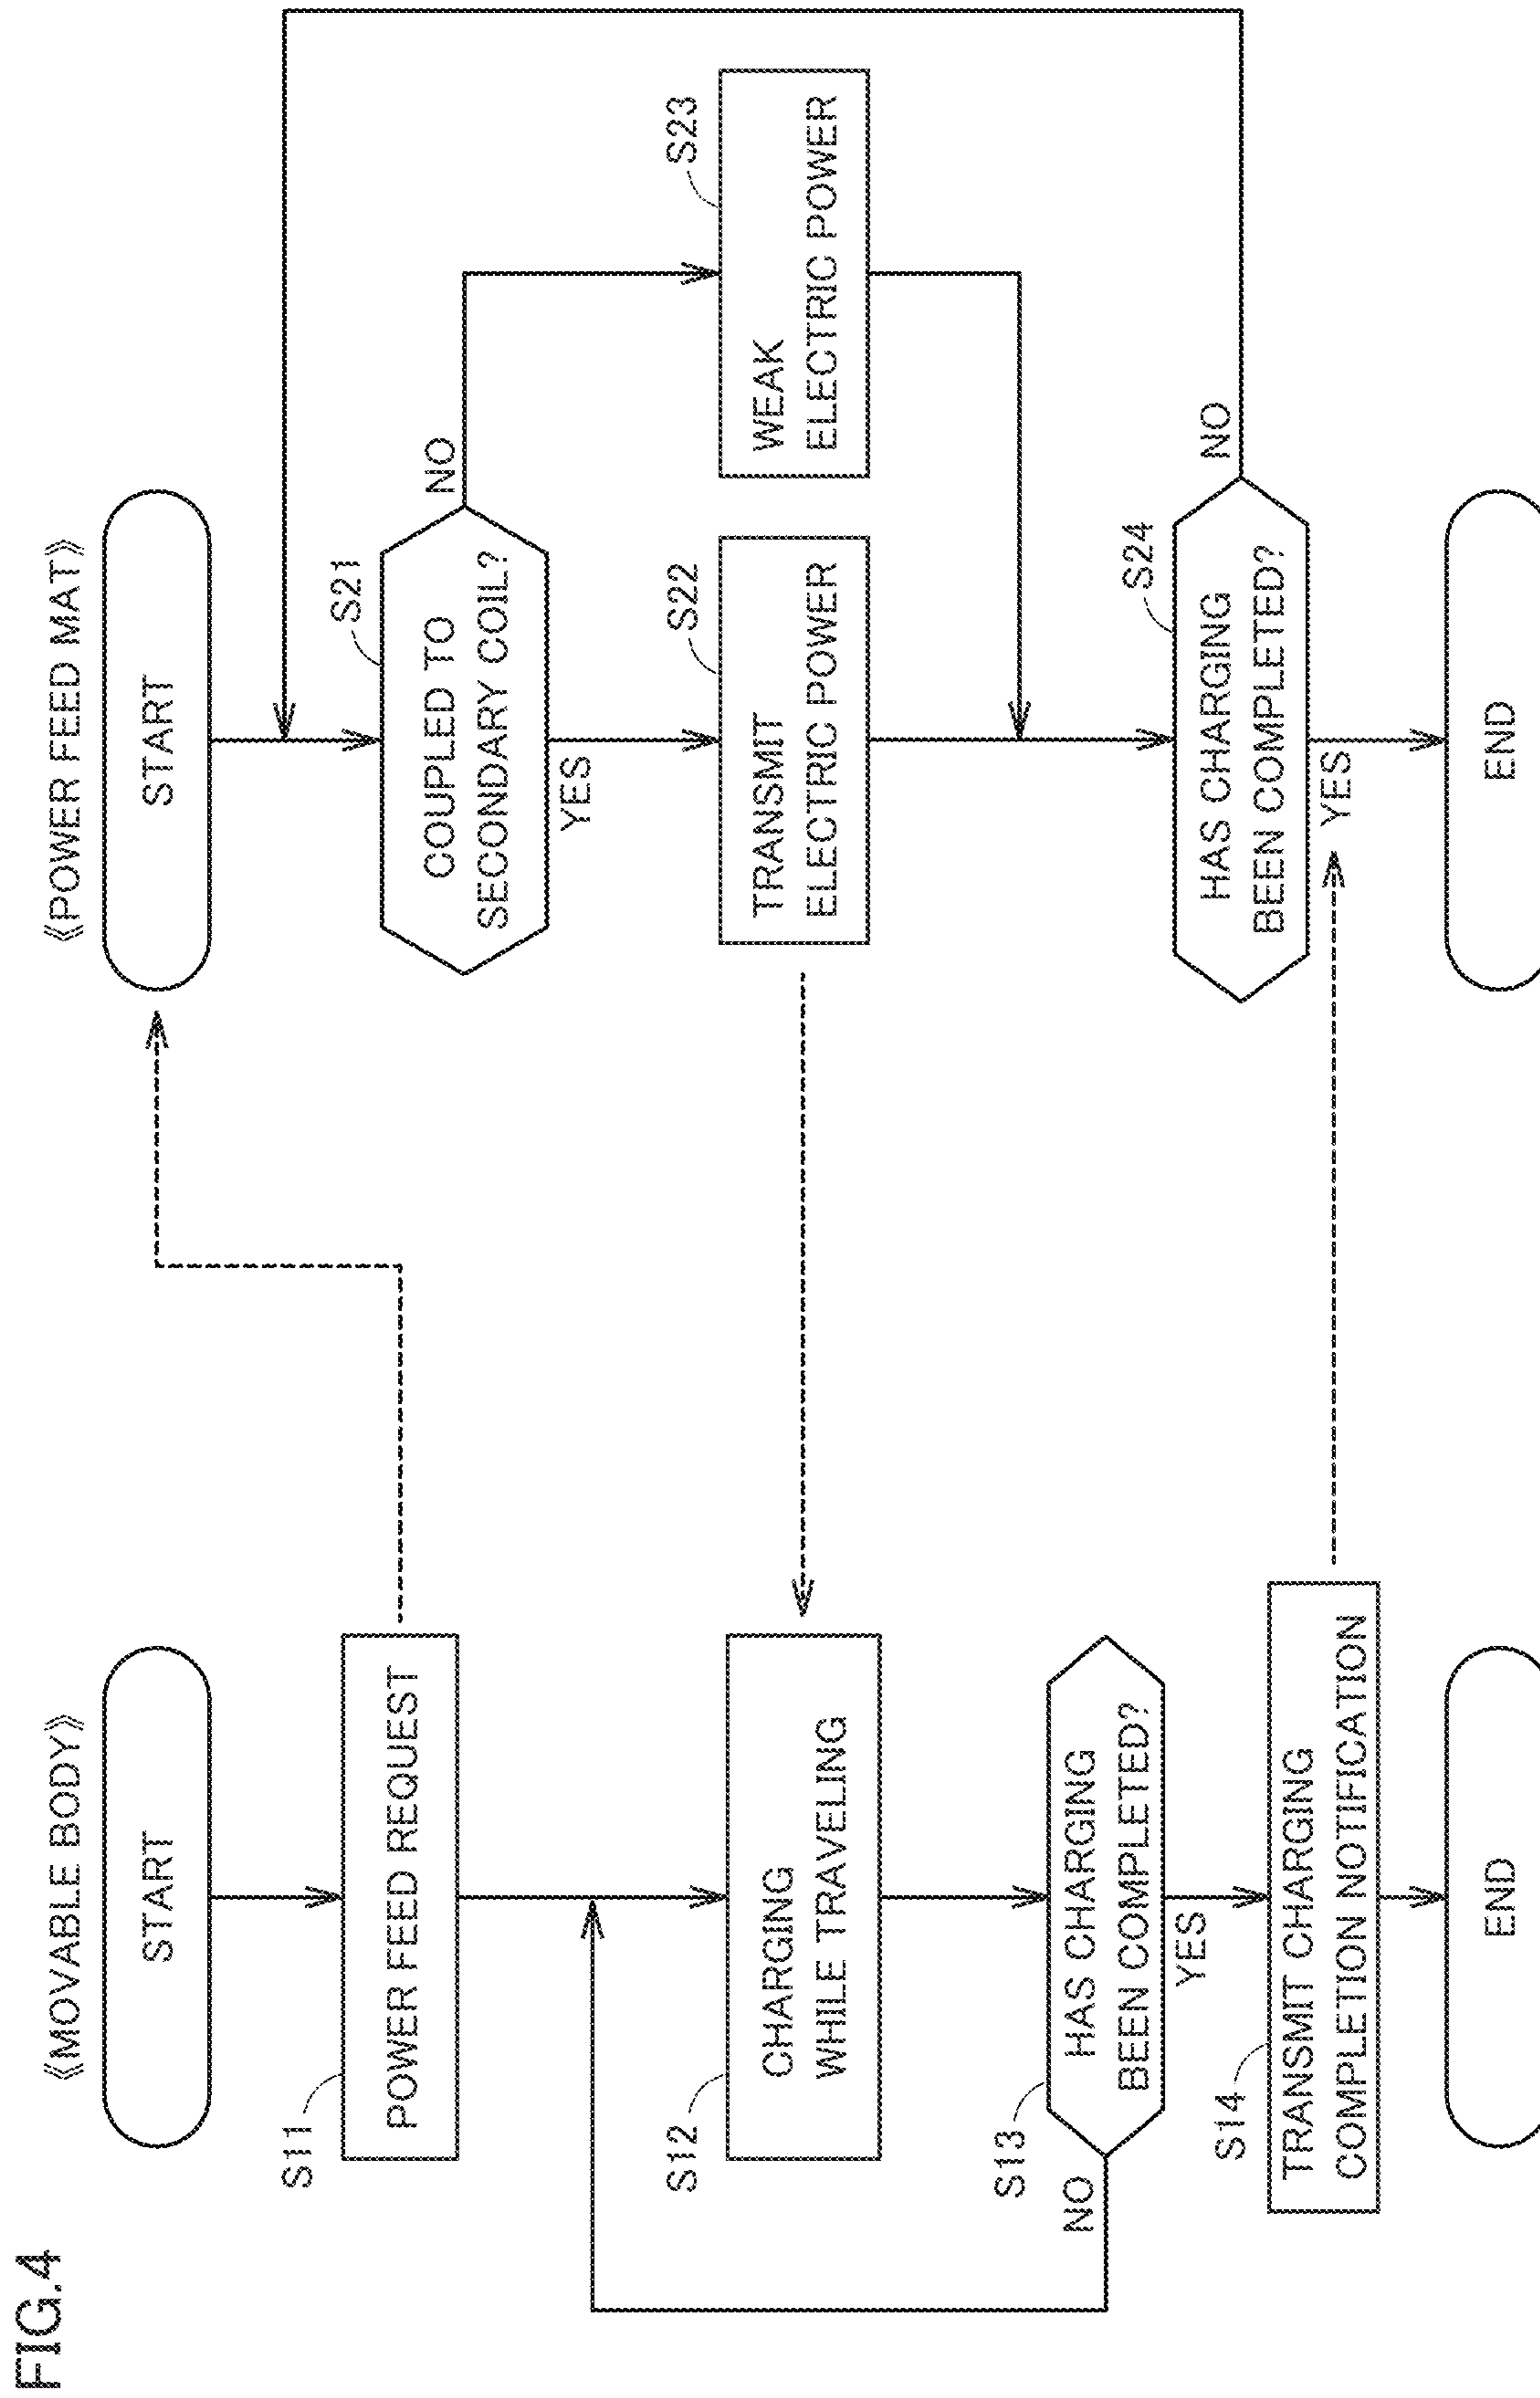 FIG.4
《MOVABLE BODY》
START
S11
POWER FEED REQUEST
S12
CHARGING
WHILE TRAVELING
S13
HAS CHARGING
BEEN COMPLETED?
NO
YES
S14
TRANSMIT CHARGING
COMPLETION NOTIFICATION
END
《POWER FEED MAT》
START
S21
COUPLED TO
SECONDARY COIL?
NO
YES
S22
TRANSMIT
ELECTRIC POWER
S23
WEAK
ELECTRIC POWER
S24
HAS CHARGING
BEEN COMPLETED?
NO
YES
END